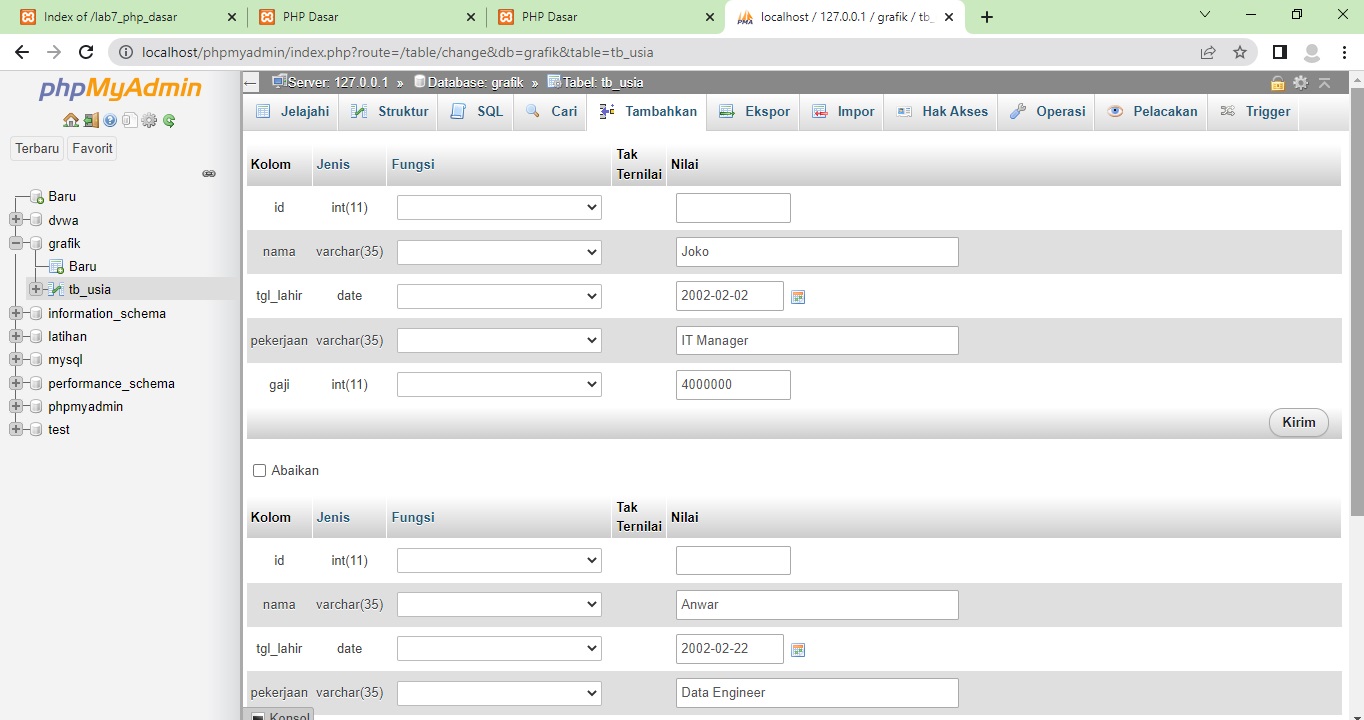 Index of /lab7_php_dasar PHP Dasar PHP Dasar localhost / 127.0.0.1 / grafik / tb_
localhost/phpmyadmin/index.php?route=/table/change&db=grafik&table=tb_usia
phpMyAdmin
Terbaru Favorit
Baru
dvwa
grafik
Baru
tb_usia
information_schema
latihan
mysql
performance_schema
phpmyadmin
test
Server: 127.0.0.1 » Database: grafik » Tabel: tb_usia
Jelajahi Struktur SQL Cari Tambahkan Ekspor Impor Hak Akses Operasi Pelacakan Trigger
Kolom Jenis Fungsi Tak Ternilai Nilai
id int(11)
nama varchar(35) Joko
tgl_lahir date 2002-02-02
pekerjaan varchar(35) IT Manager
gaji int(11) 4000000
Kirim
Abaikan
Kolom Jenis Fungsi Tak Ternilai Nilai
id int(11)
nama varchar(35) Anwar
tgl_lahir date 2002-02-22
pekerjaan varchar(35) Data Engineer
Konsol